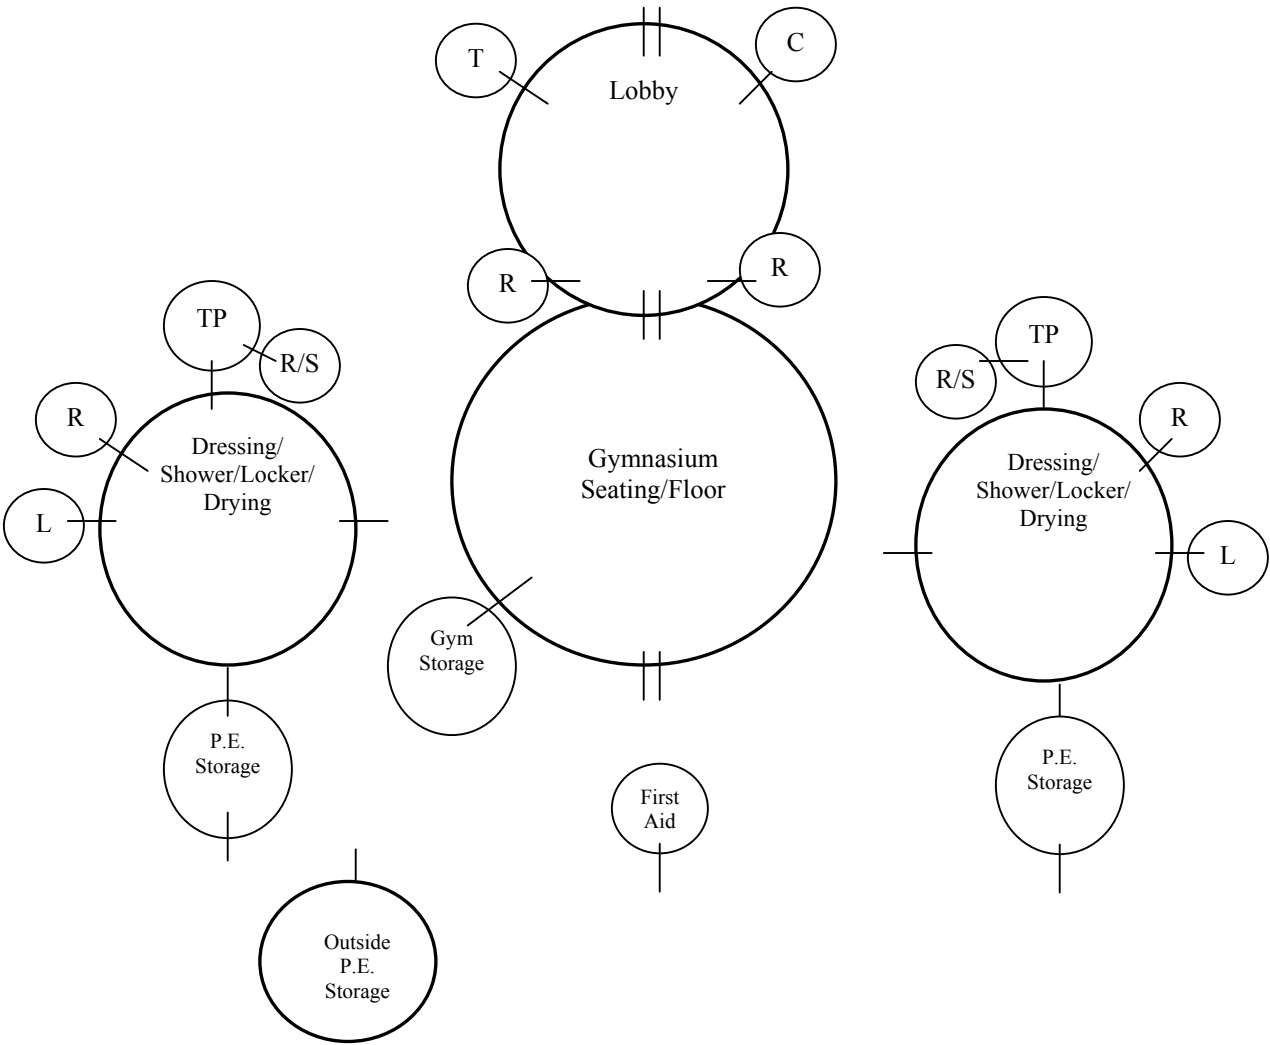 T
C
Lobby
R
R
TP
R/S
TP
R/S
R
R
Dressing/
Shower/Locker/
Drying
Gymnasium
Seating/Floor
Dressing/
Shower/Locker/
Drying
L
L
Gym
Storage
P.E.
Storage
P.E.
Storage
First
Aid
Outside
P.E.
Storage